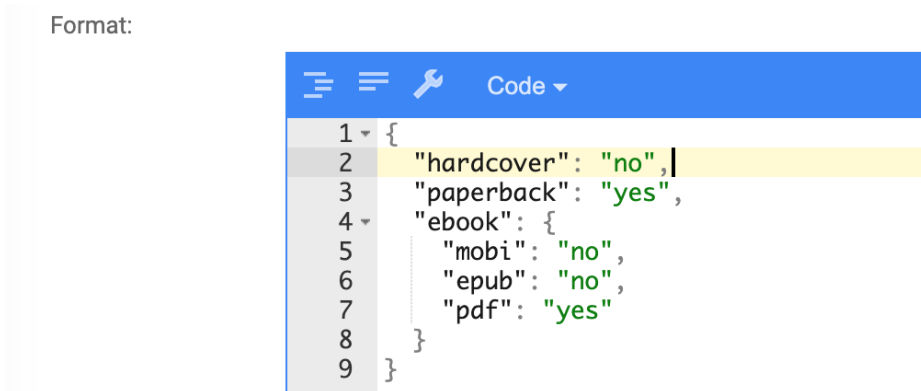 Format:
Code
1 {
2 "hardcover": "no",
3 "paperback": "yes",
4 "ebook": {
5 "mobi": "no",
6 "epub": "no",
7 "pdf": "yes"
8 }
9 }